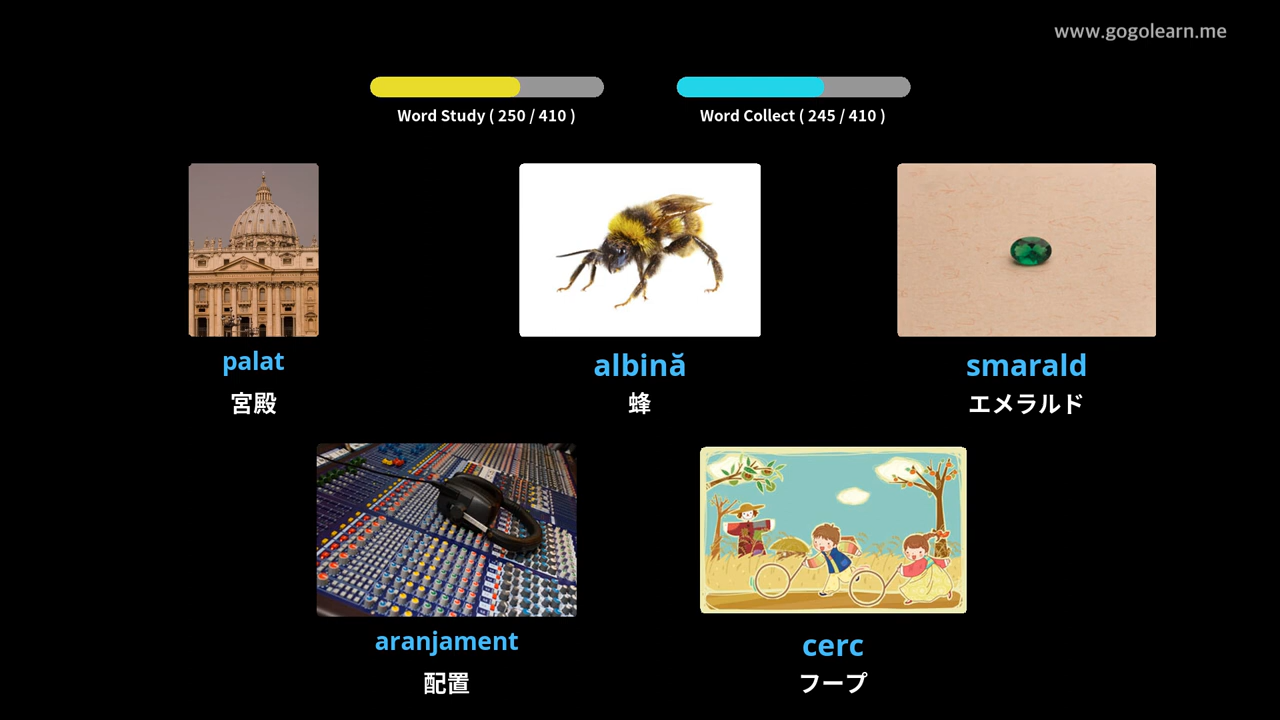 www.gogolearn.me
Word Study ( 250 / 410 )
Word Collect ( 245 / 410 )
palat
宮殿
albină
蜂
smarald
エメラルド
aranjament
配置
cerc
フープ